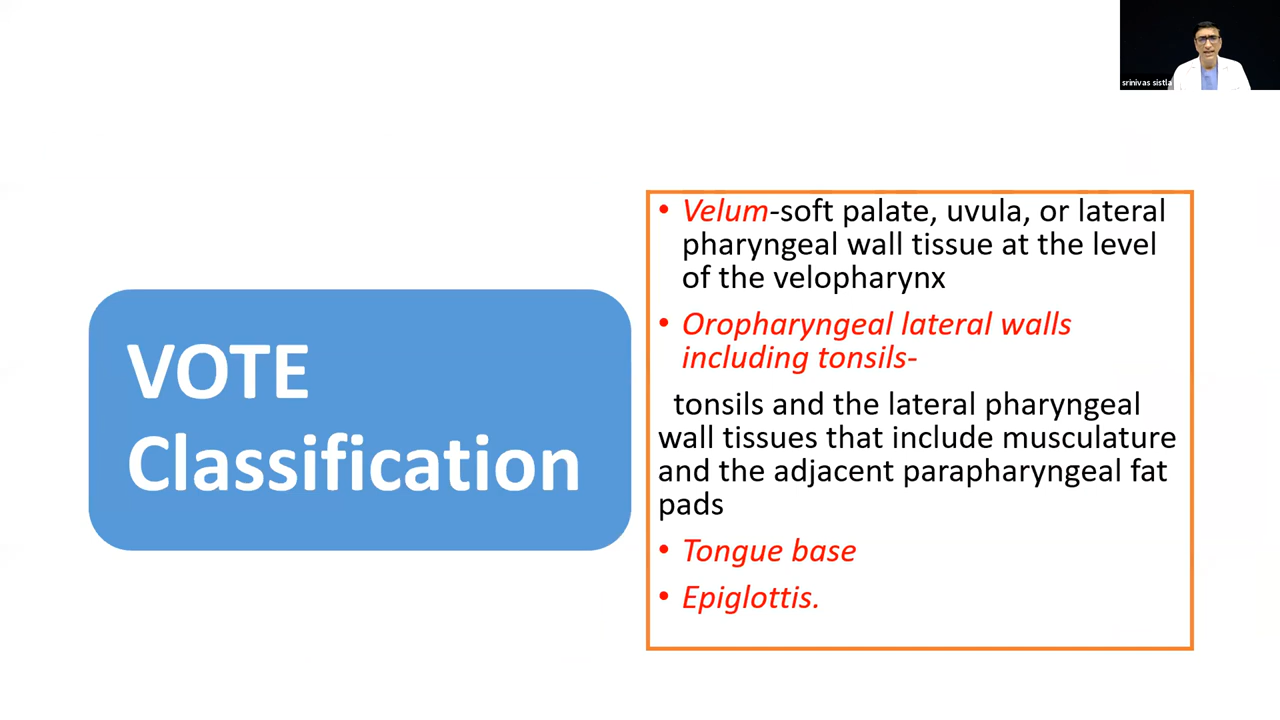 srinivas sistla
VOTE
Classification
• Velum-soft palate, uvula, or lateral
pharyngeal wall tissue at the level
of the velopharynx
• Oropharyngeal lateral walls
including tonsils-
tonsils and the lateral pharyngeal
wall tissues that include musculature
and the adjacent parapharyngeal fat
pads
• Tongue base
• Epiglottis.